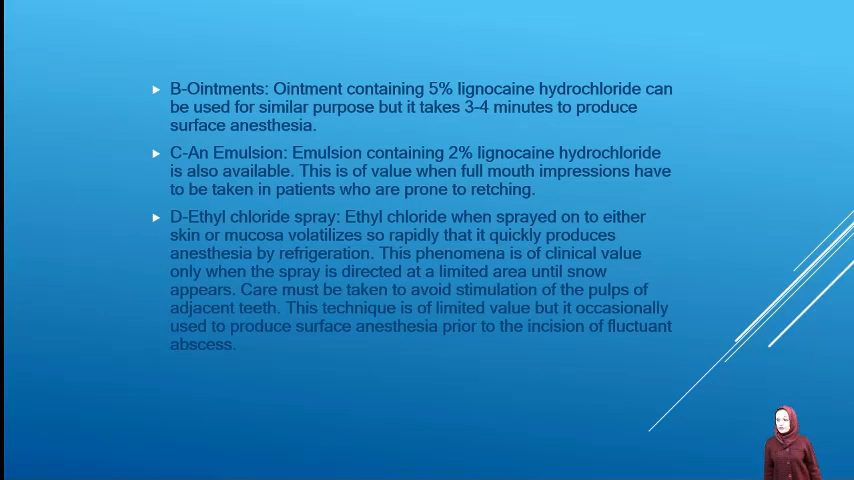 B-Ointments: Ointment containing 5% lignocaine hydrochloride can
be used for similar purpose but it takes 3-4 minutes to produce
surface anesthesia.
C-An Emulsion: Emulsion containing 2% lignocaine hydrochloride
is also available. This is of value when full mouth impressions have
to be taken in patients who are prone to retching.
D-Ethyl chloride spray: Ethyl chloride when sprayed on to either
skin or mucosa volatilizes so rapidly that it quickly produces
anesthesia by refrigeration. This phenomena is of clinical value
only when the spray is directed at a limited area until snow
appears. Care must be taken to avoid stimulation of the pulps of
adjacent teeth. This technique is of limited value but it occasionally
used to produce surface anesthesia prior to the incision of fluctuant
abscess.